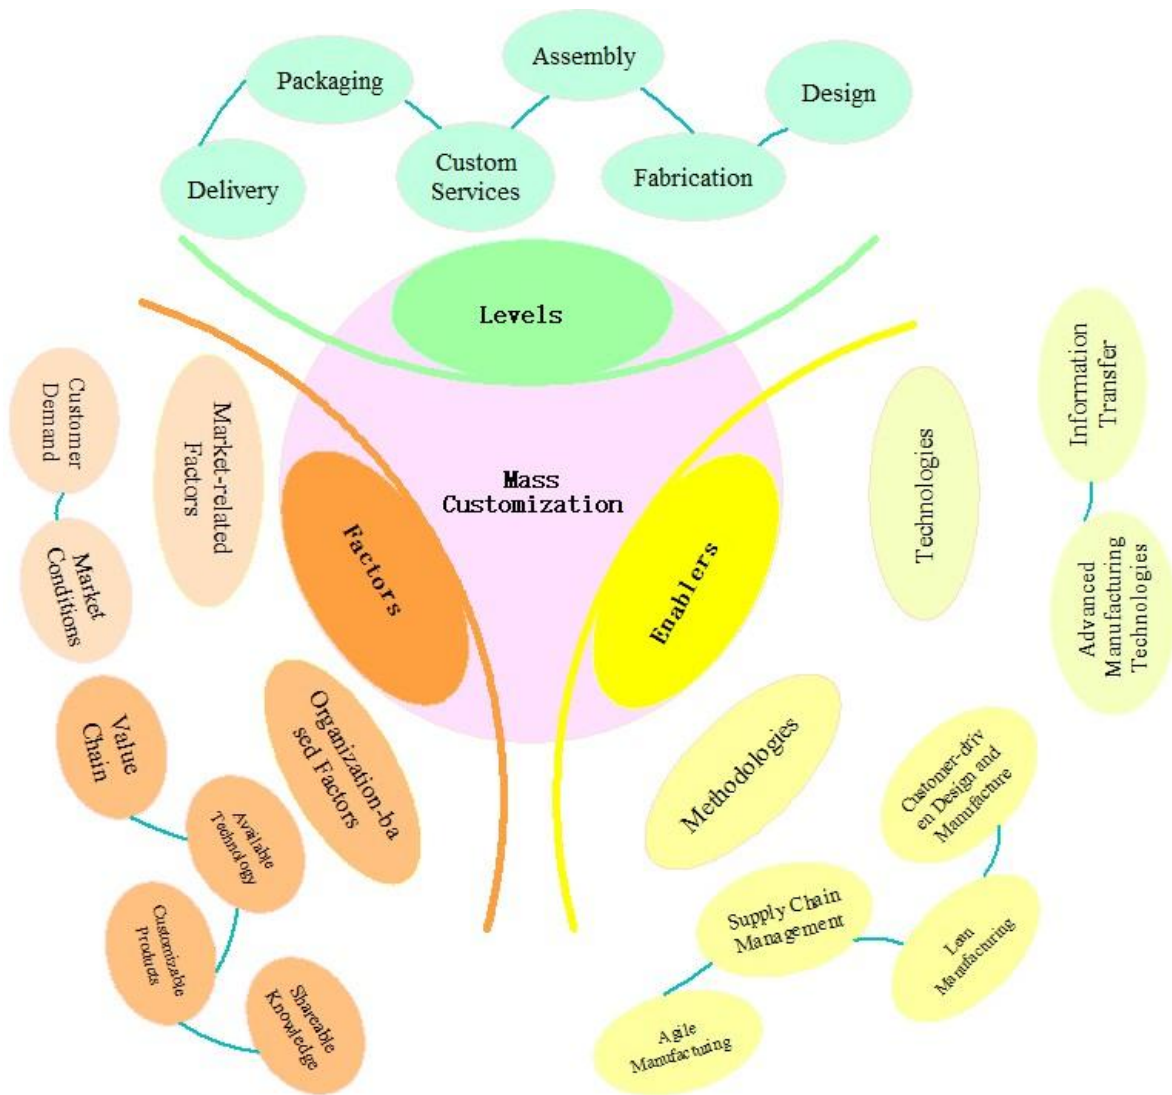 Assembly
Packaging
Design
Custom
Services
Fabrication
Delivery
Levels
Mass
Customization
Factors
Enablers
Customer
Demand
Market
Conditions
Market-related
Factors
Organization-ba
sed Factors
Value
Chain
Available
Technology
Customizable
Products
Shareable
Knowledge
Technologies
Information
Transfer
Advanced
Manufacturing
Technologies
Methodologies
Customer-driv
en Design and
Manufacture
Lean
Manufacturing
Supply Chain
Management
Agile
Manufacturing